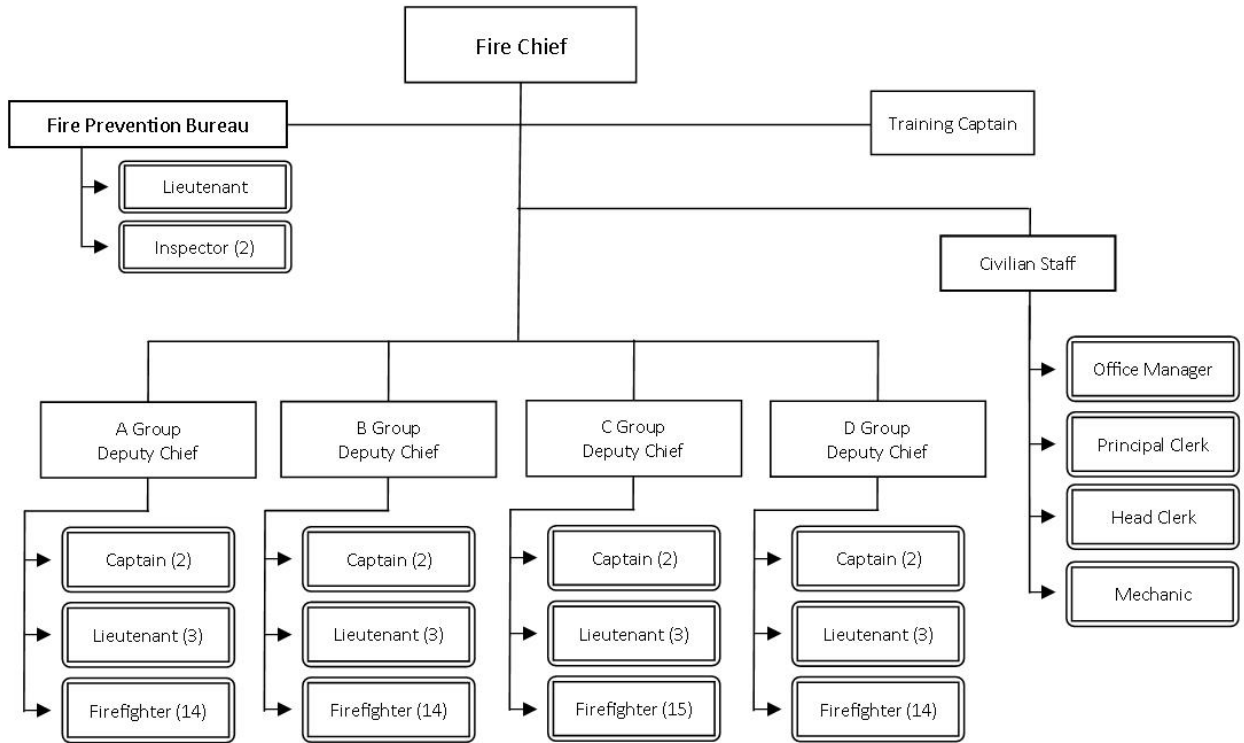 Fire Chief
Fire Prevention Bureau
Training Captain
Lieutenant
Inspector (2)
Civilian Staff
Office Manager
Principal Clerk
Head Clerk
Mechanic
A Group
Deputy Chief
Captain (2)
Lieutenant (3)
Firefighter (14)
B Group
Deputy Chief
Captain (2)
Lieutenant (3)
Firefighter (14)
C Group
Deputy Chief
Captain (2)
Lieutenant (3)
Firefighter (15)
D Group
Deputy Chief
Captain (2)
Lieutenant (3)
Firefighter (14)